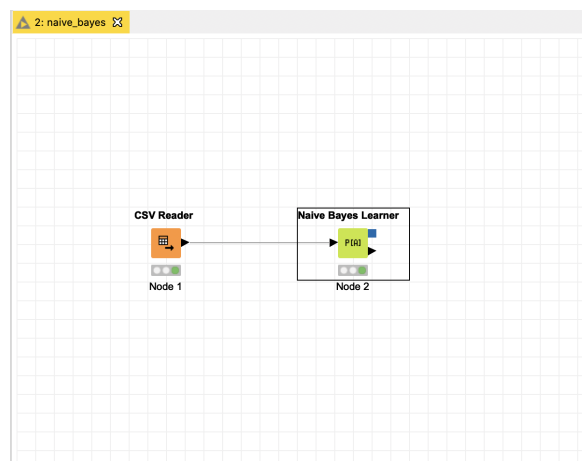 2: naive_bayes
CSV Reader
Naive Bayes Learner
P[A]
Node 1
Node 2